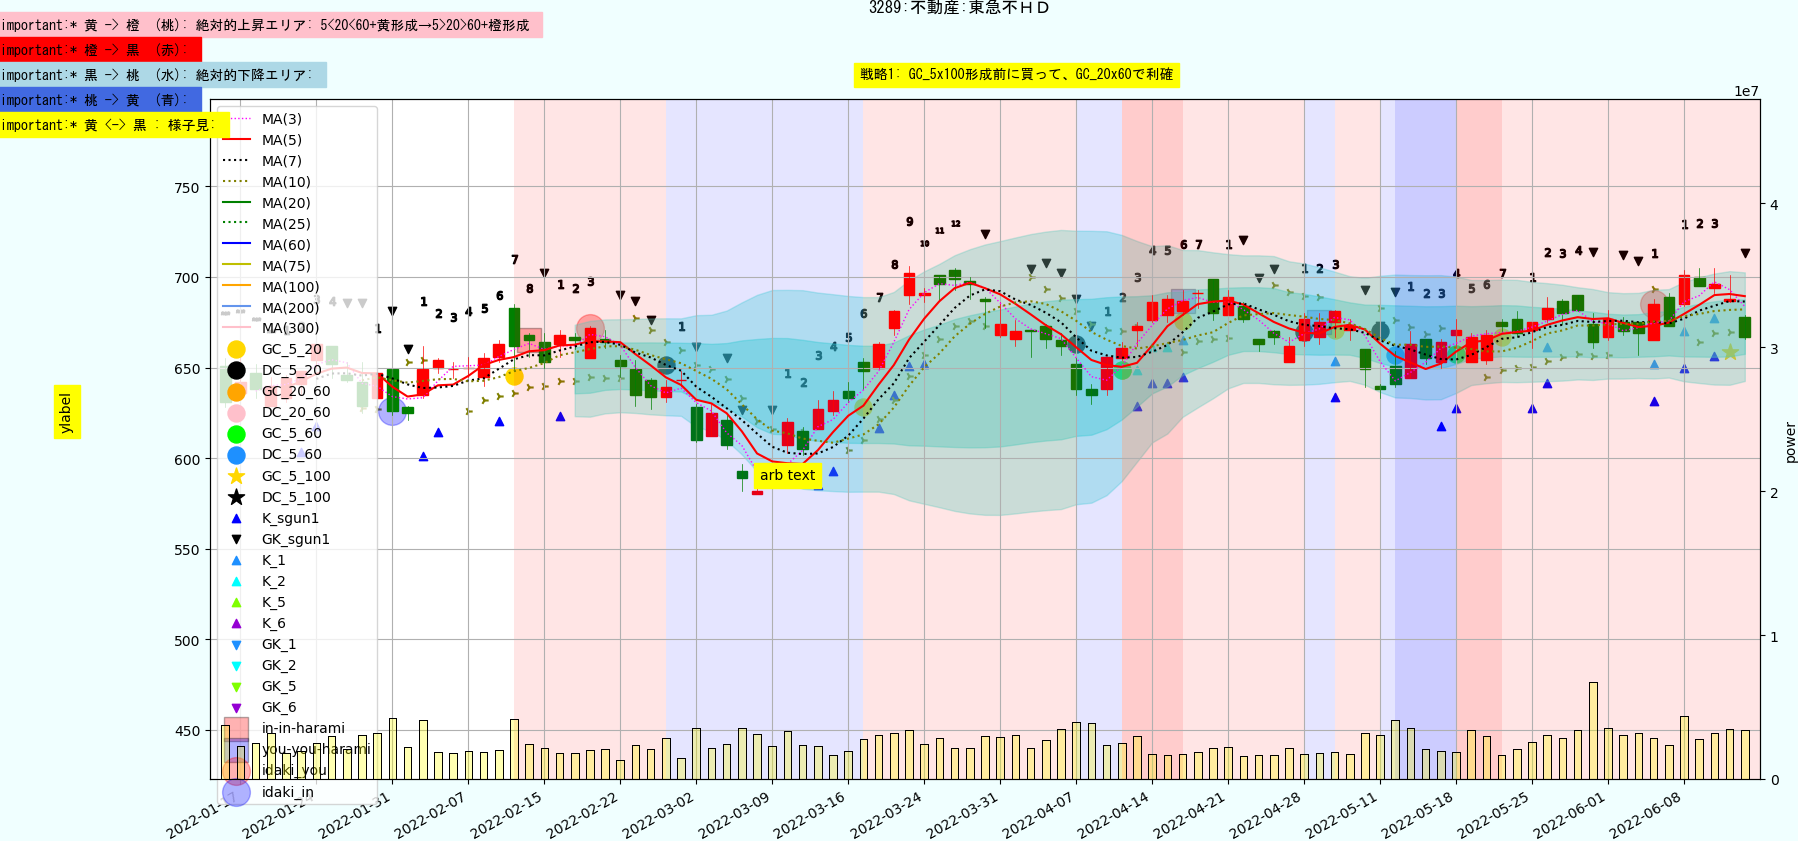 3289:不動産:東急不HD
important:* 黄 -> 橙 (桃): 絶対的上昇エリア: 5<20<60+黄形成→5>20>60+橙形成
important:* 橙 -> 黒 (赤):
important:* 黒 -> 桃 (水): 絶対的下降エリア:
戦略1: GC_5x100形成前に買って、GC_20x60で利確
important:* 桃 -> 黄 (青):
important:* 黄 <-> 黒 : 様子見:
1e7
MA(3)
MA(5)
MA(7)
MA(10)
MA(20)
MA(25)
MA(60)
MA(75)
MA(100)
MA(200)
MA(300)
GC_5_20
DC_5_20
GC_20_60
DC_20_60
GC_5_60
DC_5_60
GC_5_100
DC_5_100
K_sgun1
GK_sgun1
K_1
K_2
K_5
K_6
GK_1
GK_2
GK_5
GK_6
in-in-harami
you-you-harami
idaki_you
idaki_in
750
700
650
600
550
500
450
ylabel
arb text
4
3
2
1
0
power
2022-01-17
2022-01-24
2022-01-31
2022-02-07
2022-02-15
2022-02-22
2022-03-02
2022-03-09
2022-03-16
2022-03-24
2022-03-31
2022-04-07
2022-04-14
2022-04-21
2022-04-28
2022-05-11
2022-05-18
2022-05-25
2022-06-01
2022-06-08